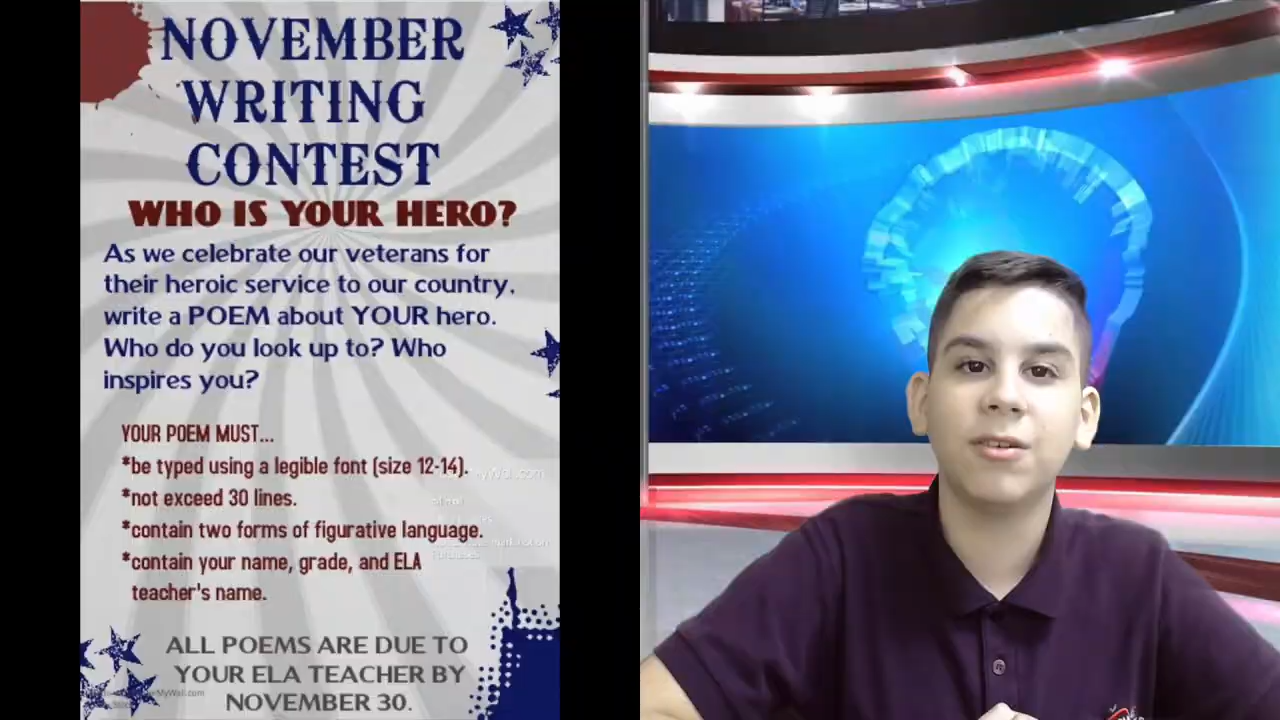 NOVEMBER
WRITING
CONTEST
WHO IS YOUR HERO?
As we celebrate our veterans for
their heroic service to our country,
write a POEM about YOUR hero.
Who do you look up to? Who
inspires you?
YOUR POEM MUST...
*be typed using a legible font (size 12-14).
*not exceed 30 lines.
*contain two forms of figurative language.
*contain your name, grade, and ELA
teacher's name.
ALL POEMS ARE DUE TO
YOUR ELA TEACHER BY
NOVEMBER 30.